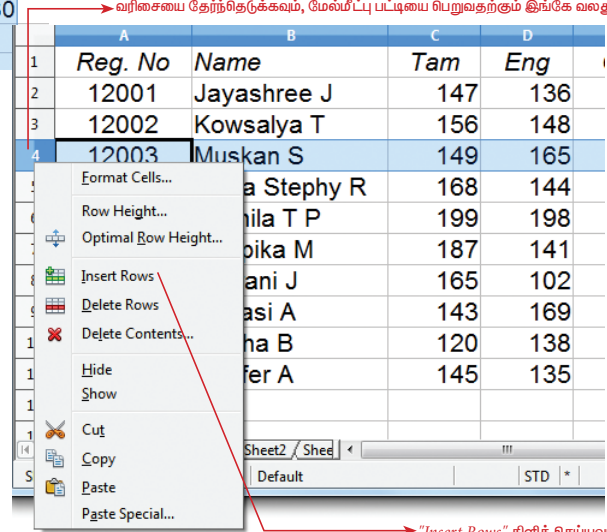 வரிசையை தேர்ந்தெடுக்கவும், மேல்மீட்பு பட்டியை பெறுவதற்கும் இங்கே
A B C D
1 Reg. No Name Tam Eng
2 12001 Jayashree J 147 136
3 12002 Kowsalya T 156 148
4 12003 Muskan S 149 165
Format Cells...
a Stephy R 168 144
Row Height...
T P 199 198
Optimal Row Height...
M 187 141
Insert Rows
ani J 165 102
Delete Rows
asi A 143 169
Delete Contents...
ha B 120 138
Hide
fer A 145 135
Show
Cut
Sheet2
Copy
Default STD *
Paste
Paste Special...
"Insert Rows"